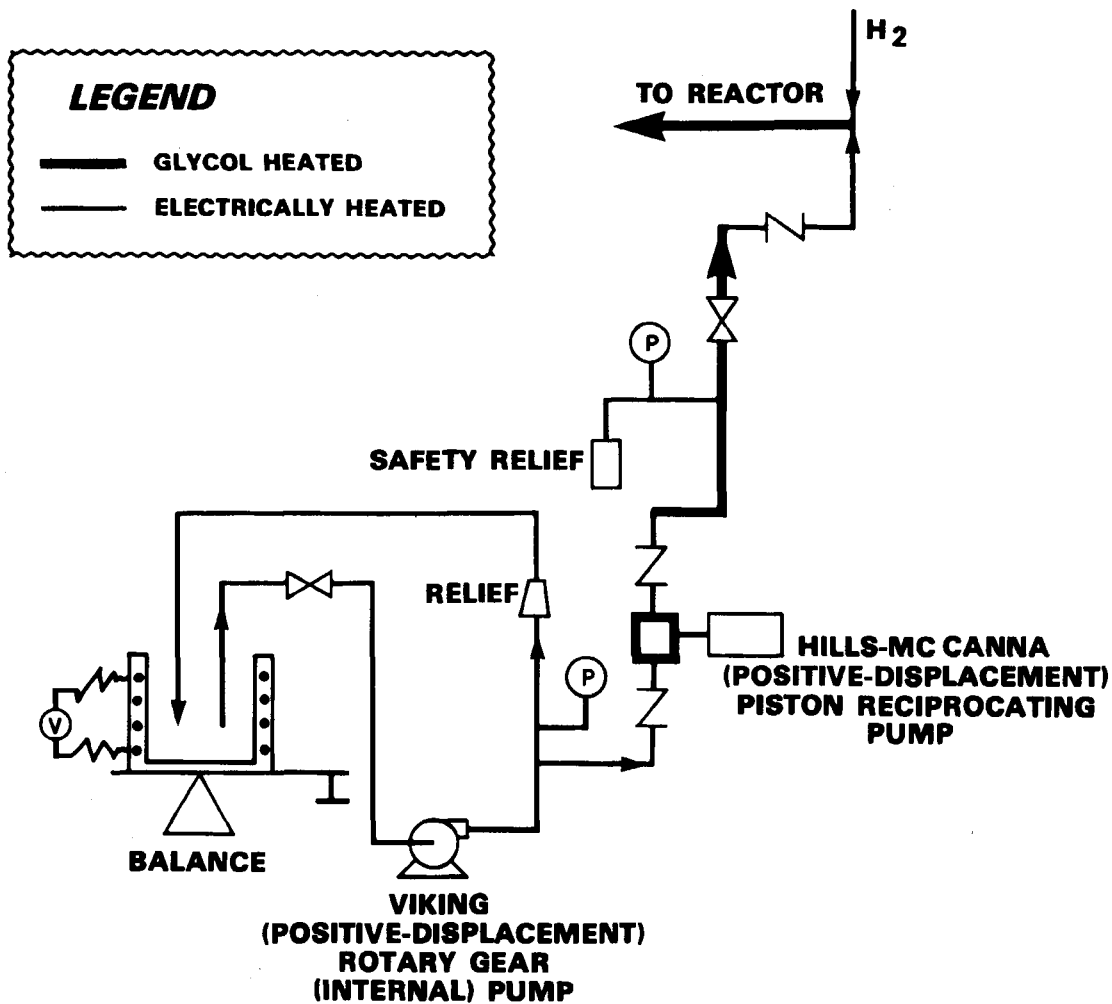 H2
TO REACTOR
LEGEND
GLYCOL HEATED
ELECTRICALLY HEATED
P
SAFETY RELIEF
RELIEF
P
HILLS-MC CANNA
(POSITIVE-DISPLACEMENT)
PISTON RECIPROCATING
PUMP
V
BALANCE
VIKING
(POSITIVE-DISPLACEMENT)
ROTARY GEAR
(INTERNAL) PUMP